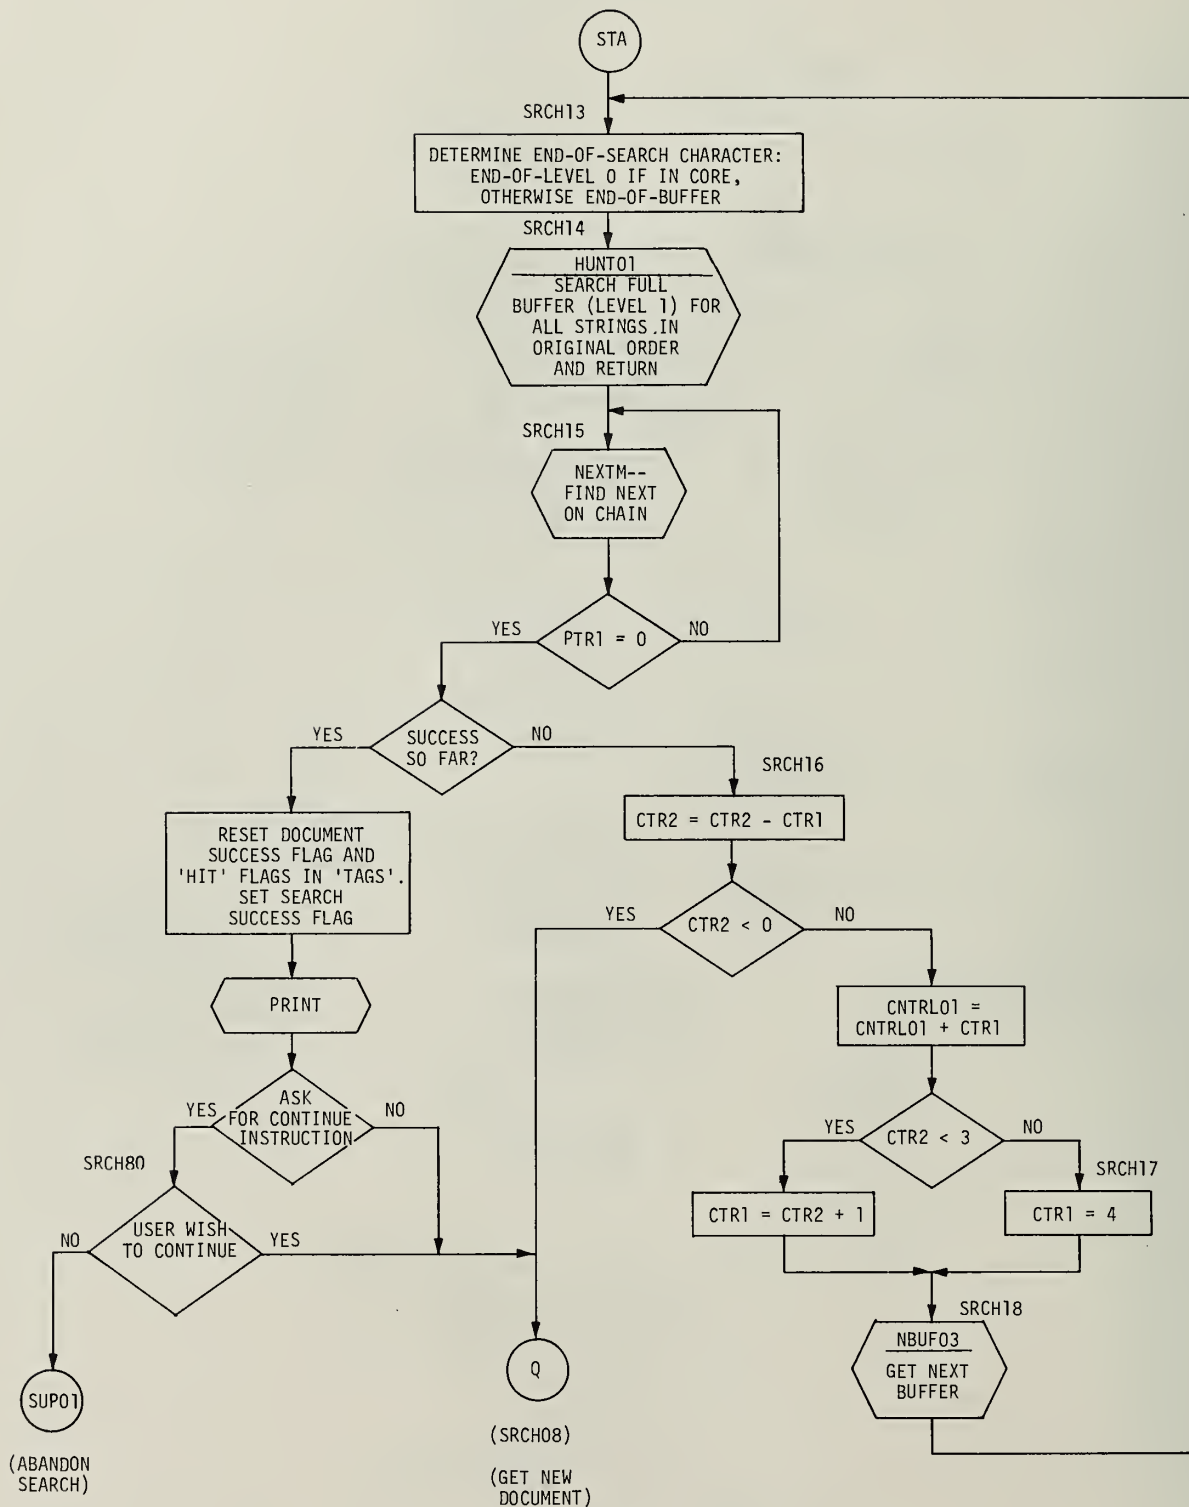 STA
SRCH13
DETERMINE END-OF-SEARCH CHARACTER:
END-OF-LEVEL 0 IF IN CORE,
OTHERWISE END-OF-BUFFER
SRCH14
HUNT01
SEARCH FULL
BUFFER (LEVEL 1) FOR
ALL STRINGS.IN
ORIGINAL ORDER
AND RETURN
SRCH15
NEXTM--
FIND NEXT
ON CHAIN
YES
PTR1 = 0
NO
YES
SUCCESS
SO FAR?
NO
SRCH16
RESET DOCUMENT
SUCCESS FLAG AND
'HIT' FLAGS IN 'TAGS'.
SET SEARCH
SUCCESS FLAG
CTR2 = CTR2 - CTR1
YES
CTR2 < 0
NO
PRINT
CNTRL01 =
CNTRL01 + CTR1
YES
ASK
FOR CONTINUE
INSTRUCTION
NO
YES
CTR2 < 3
NO
SRCH80
SRCH17
CTR1 = CTR2 + 1
CTR1 = 4
NO
USER WISH
TO CONTINUE
YES
SRCH18
NBUF03
GET NEXT
BUFFER
SUP01
Q
(ABANDON
SEARCH)
(SRCH08)
(GET NEW
DOCUMENT)